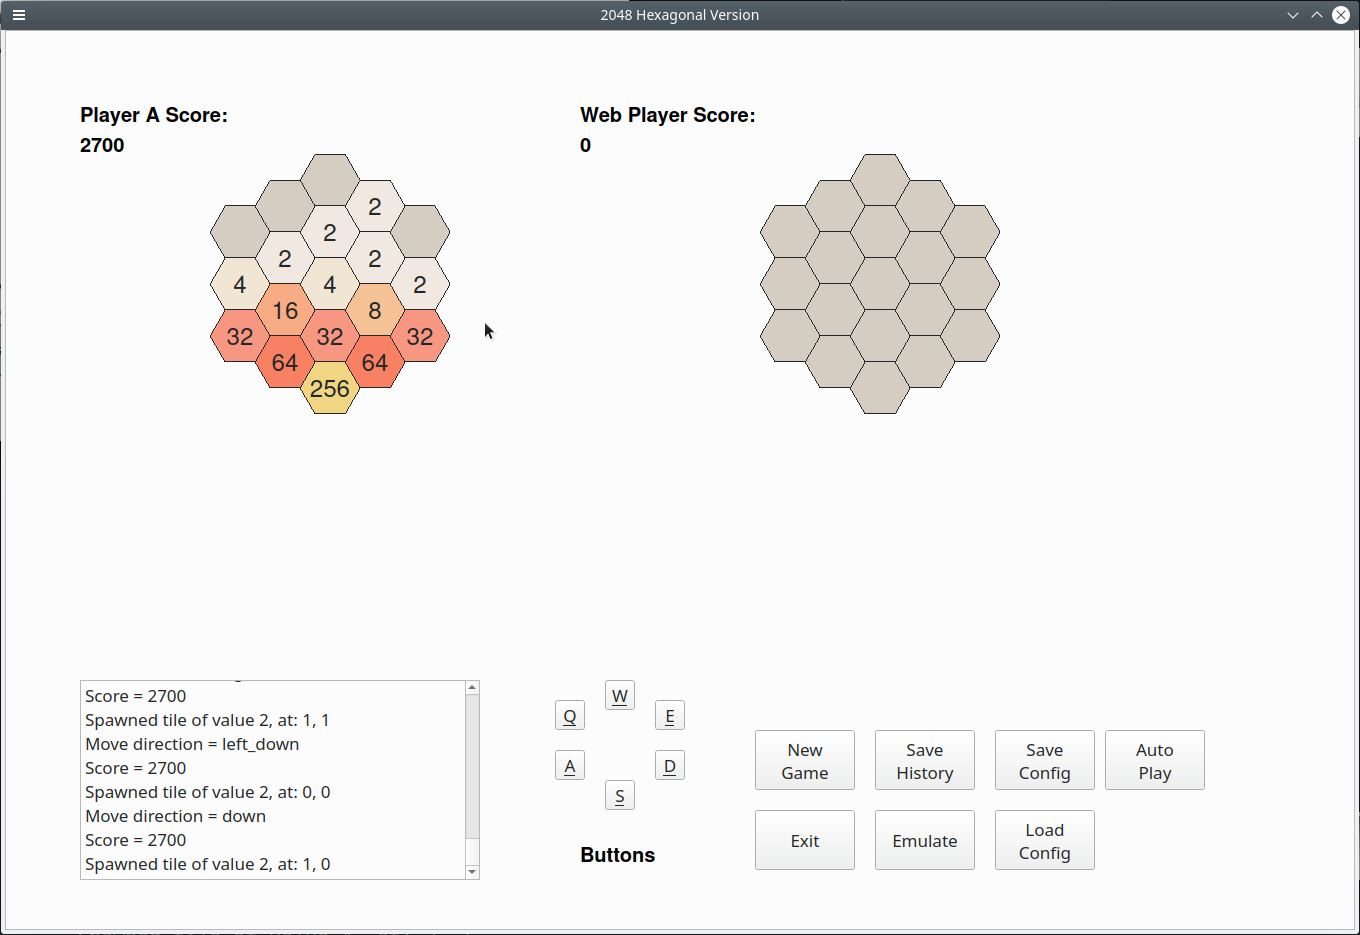 2048 Hexagonal Version
Player A Score:
2700
Web Player Score:
0
2
2
2
2
4
4
2
16
8
32
32
32
64
64
256
Score = 2700
Spawned tile of value 2, at: 1, 1
Move direction = left_down
Score = 2700
Spawned tile of value 2, at: 0, 0
Move direction = down
Score = 2700
Spawned tile of value 2, at: 1, 0
W
Q
E
A
D
S
Buttons
New
Game
Save
History
Save
Config
Auto
Play
Exit
Emulate
Load
Config